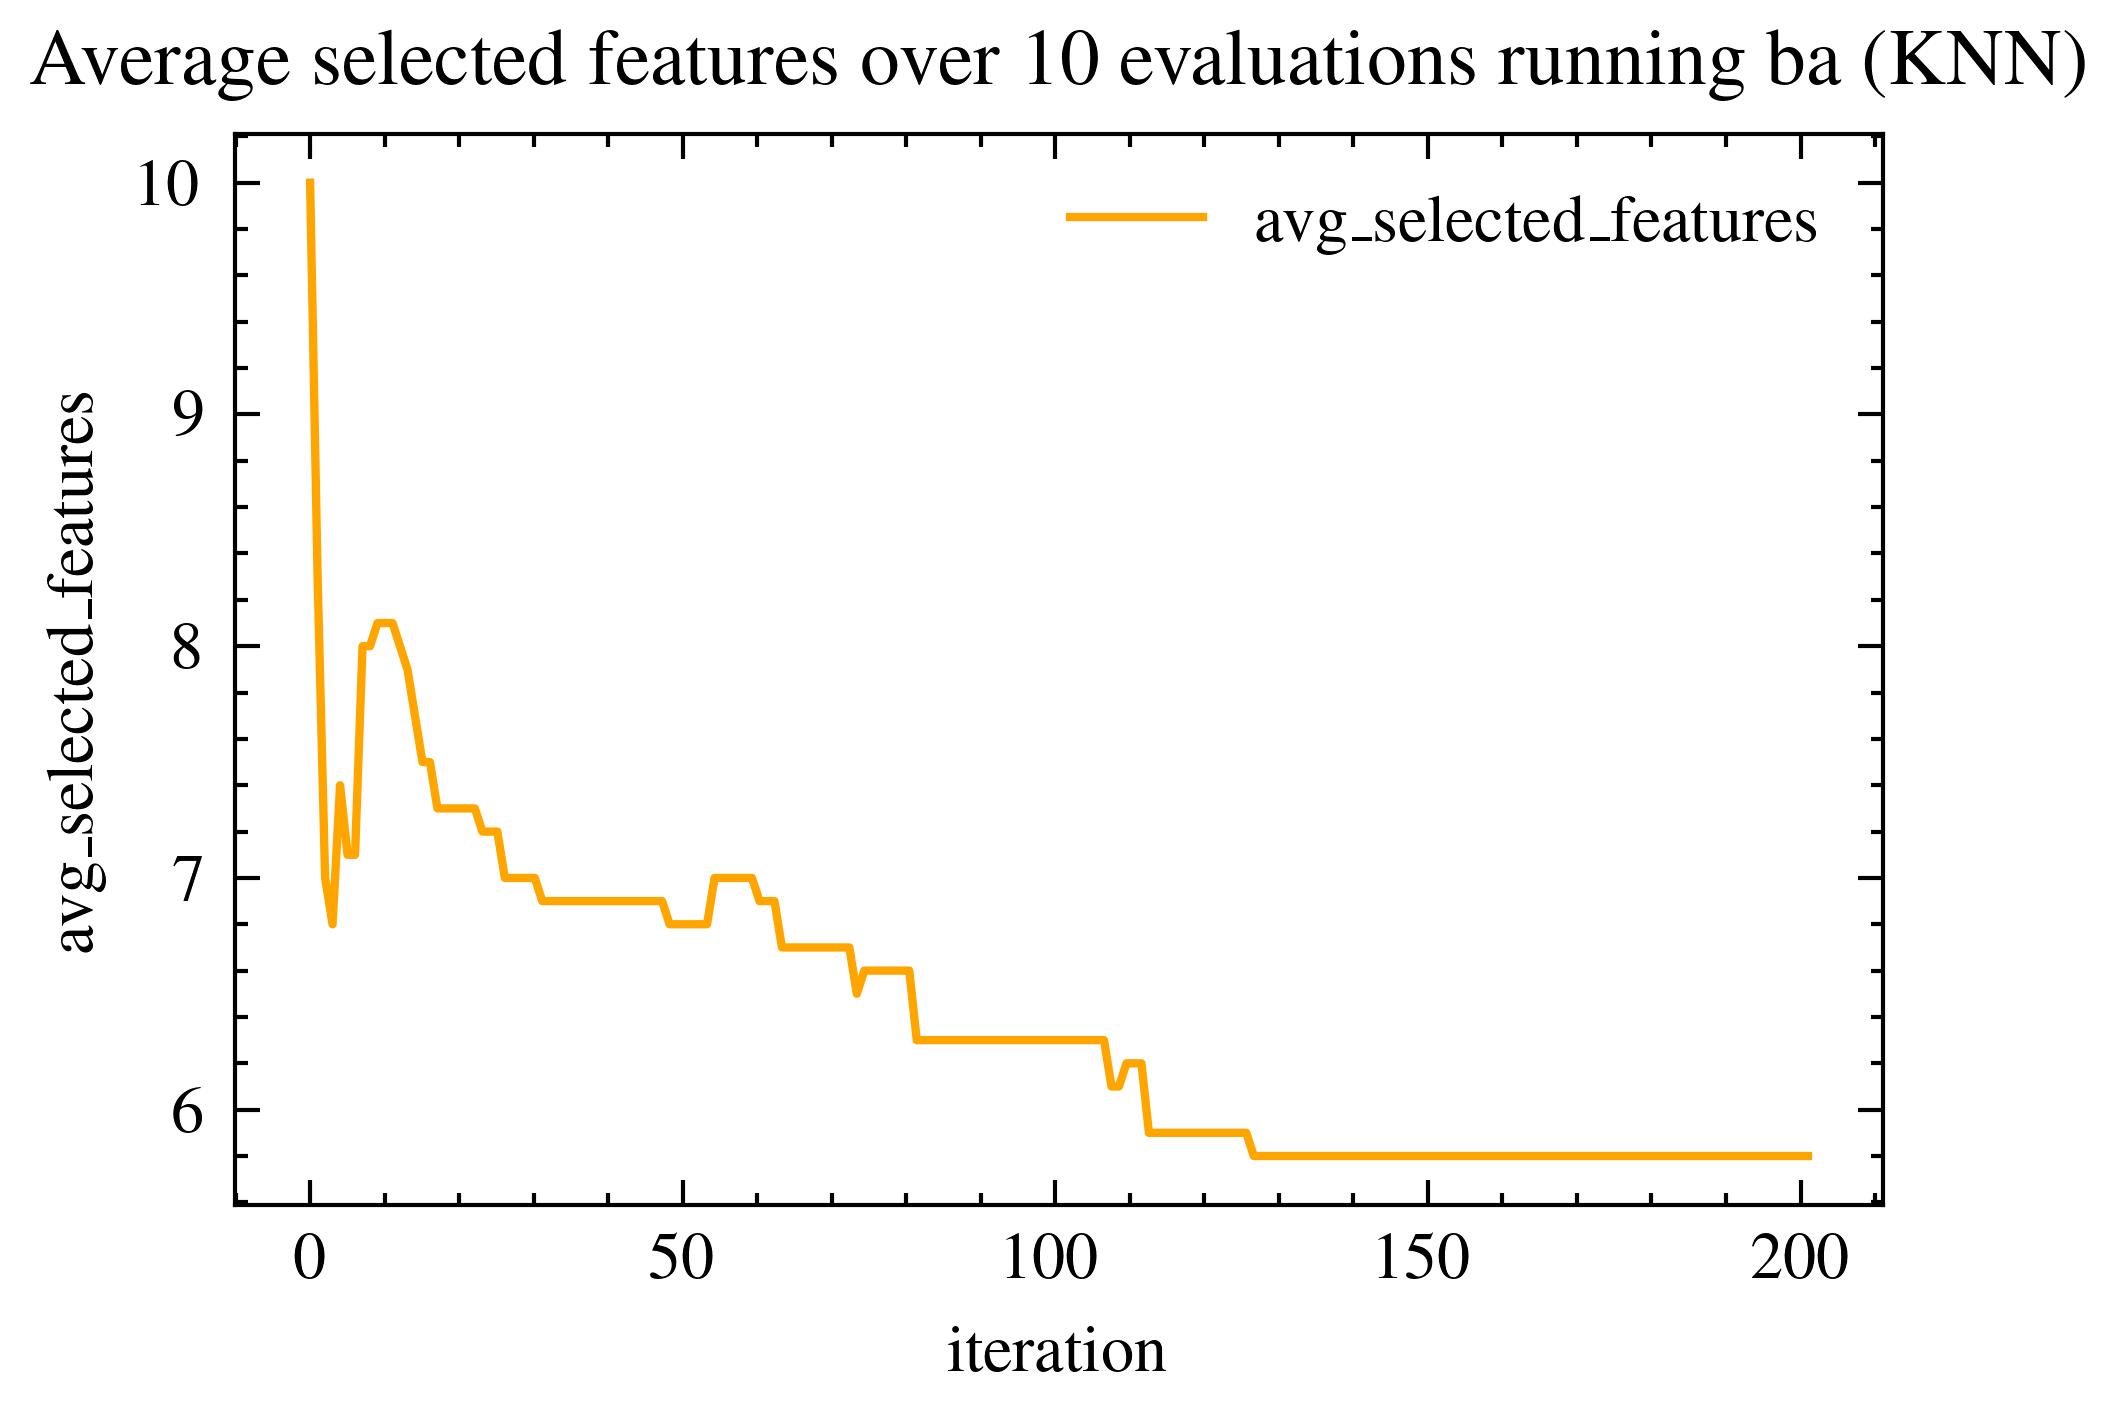 Average selected features over 10 evaluations running ba (KNN)
avg_selected_features
10
9
8
7
6
avg_selected_features
0 50 100 150 200
iteration